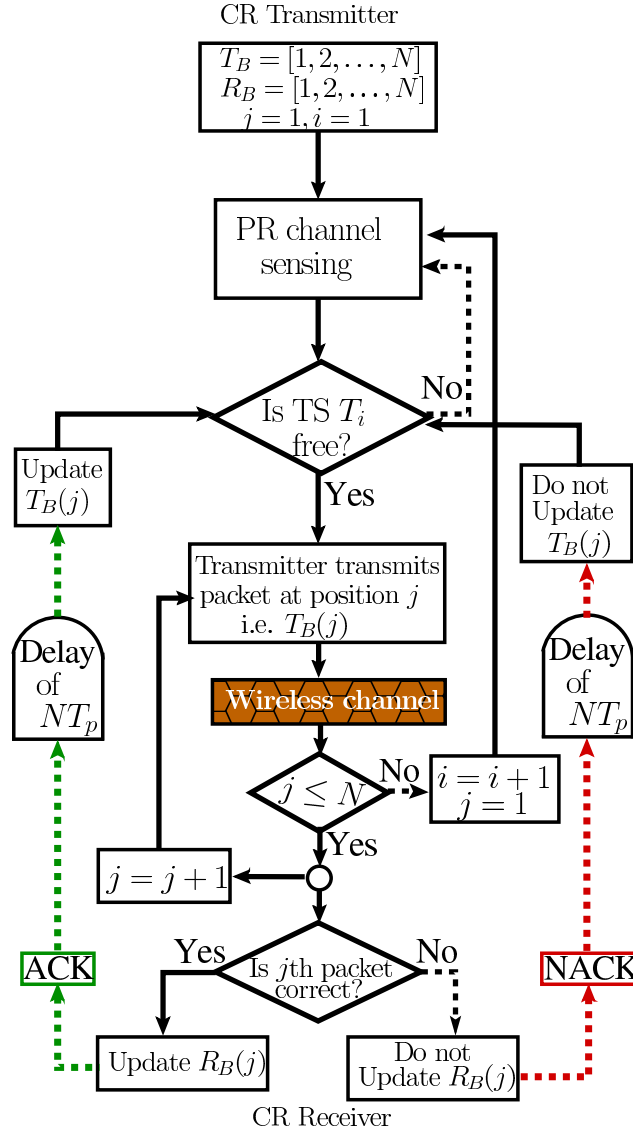 CR Transmitter
T_B = [1, 2, . . . , N]
R_B = [1, 2, . . . , N]
j = 1, i = 1
PR channel
sensing
No
Is TS T_i
free?
Yes
Update
T_B(j)
Do not
Update
T_B(j)
Transmitter transmits
packet at position j
i.e. T_B(j)
Delay
of
NT_p
Delay
of
NT_p
Wireless channel
j ≤ N
No
i = i + 1
j = 1
Yes
j = j + 1
Yes
No
Is jth packet
correct?
ACK
NACK
Update R_B(j)
Do not
Update R_B(j)
CR Receiver